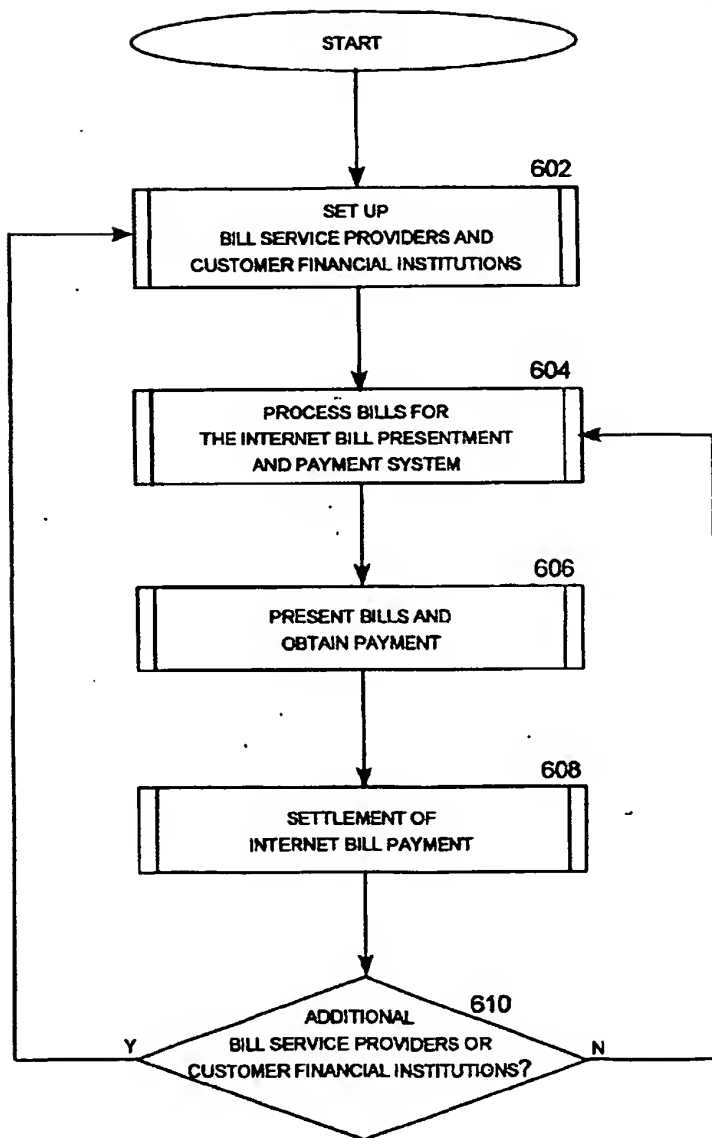 START
602
SET UP
BILL SERVICE PROVIDERS AND
CUSTOMER FINANCIAL INSTITUTIONS
604
PROCESS BILLS FOR
THE INTERNET BILL PRESENTMENT
AND PAYMENT SYSTEM
606
PRESENT BILLS AND
OBTAIN PAYMENT
608
SETTLEMENT OF
INTERNET BILL PAYMENT
610
ADDITIONAL
BILL SERVICE PROVIDERS OR
CUSTOMER FINANCIAL INSTITUTIONS?
Y
N